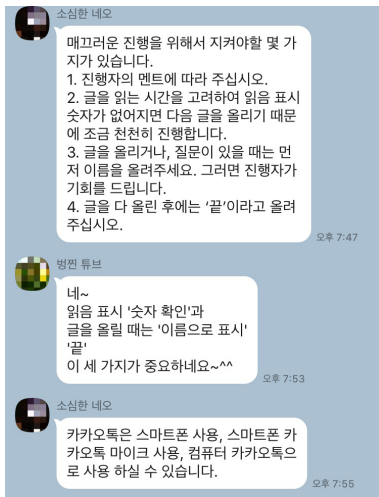 소심한 네오
매끄러운 진행을 위해서 지켜야할 몇 가
지가 있습니다.
1. 진행자의 멘트에 따라 주십시오.
2. 글을 읽는 시간을 고려하여 읽음 표시
숫자가 없어지면 다음 글을 올리기 때문
에 조금 천천히 진행합니다.
3. 글을 올리거나, 질문이 있을 때는 먼
저 이름을 올려주세요. 그러면 진행자가
기회를 드립니다.
4. 글을 다 올린 후에는 ‘끝’이라고 올려
주십시오.
오후 7:47
벙찐 튜브
네~
읽음 표시 '숫자 확인'과
글을 올릴 때는 '이름으로 표시'
'끝'
이 세 가지가 중요하네요~^^
오후 7:53
소심한 네오
카카오톡은 스마트폰 사용, 스마트폰 카
카오톡 마이크 사용, 컴퓨터 카카오톡으
로 사용 하실 수 있습니다.
오후 7:55